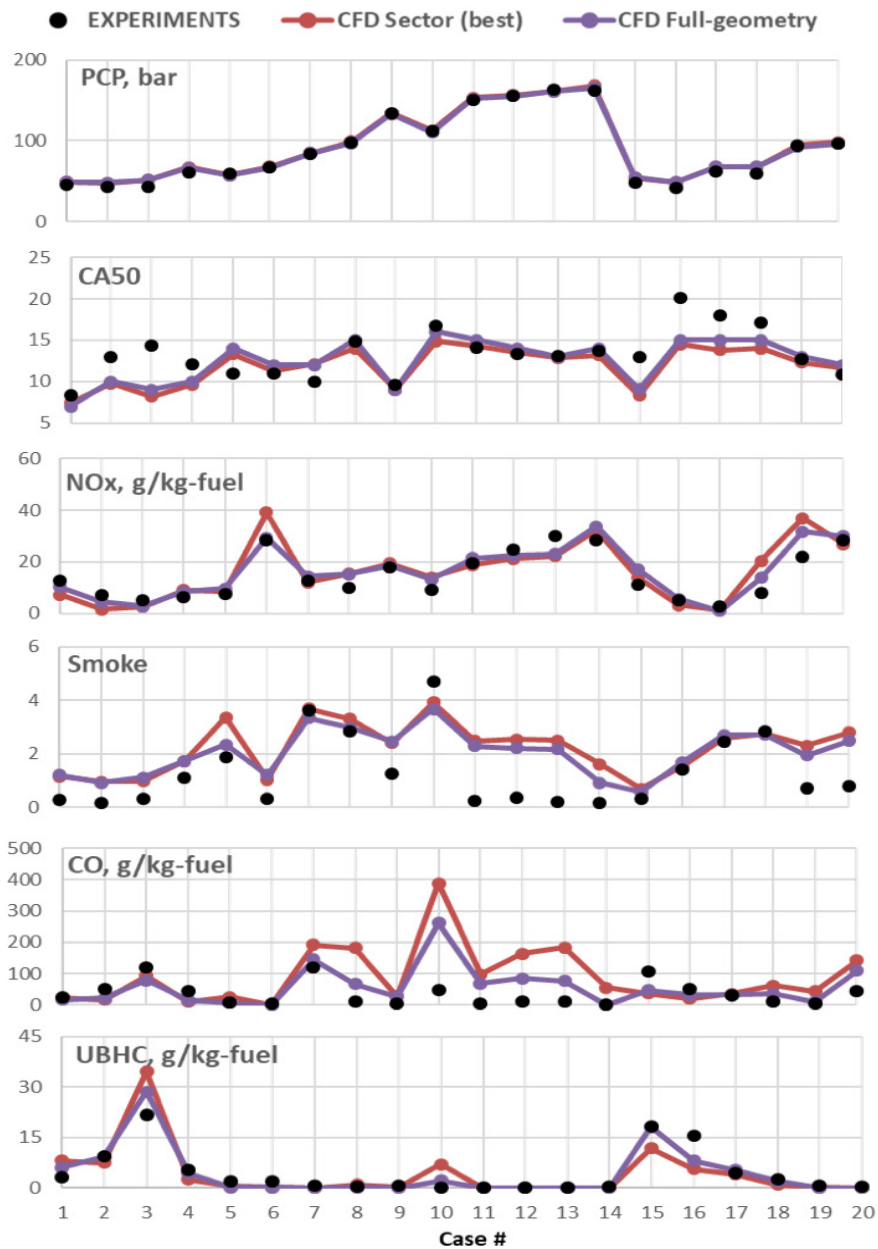 EXPERIMENTS CFD Sector (best) CFD Full-geometry
PCP, bar
200
100
0
CA50
25
20
15
10
5
NOx, g/kg-fuel
60
40
20
0
Smoke
6
4
2
0
CO, g/kg-fuel
500
400
300
200
100
0
UBHC, g/kg-fuel
45
30
15
0
1 2 3 4 5 6 7 8 9 10 11 12 13 14 15 16 17 18 19 20
Case #